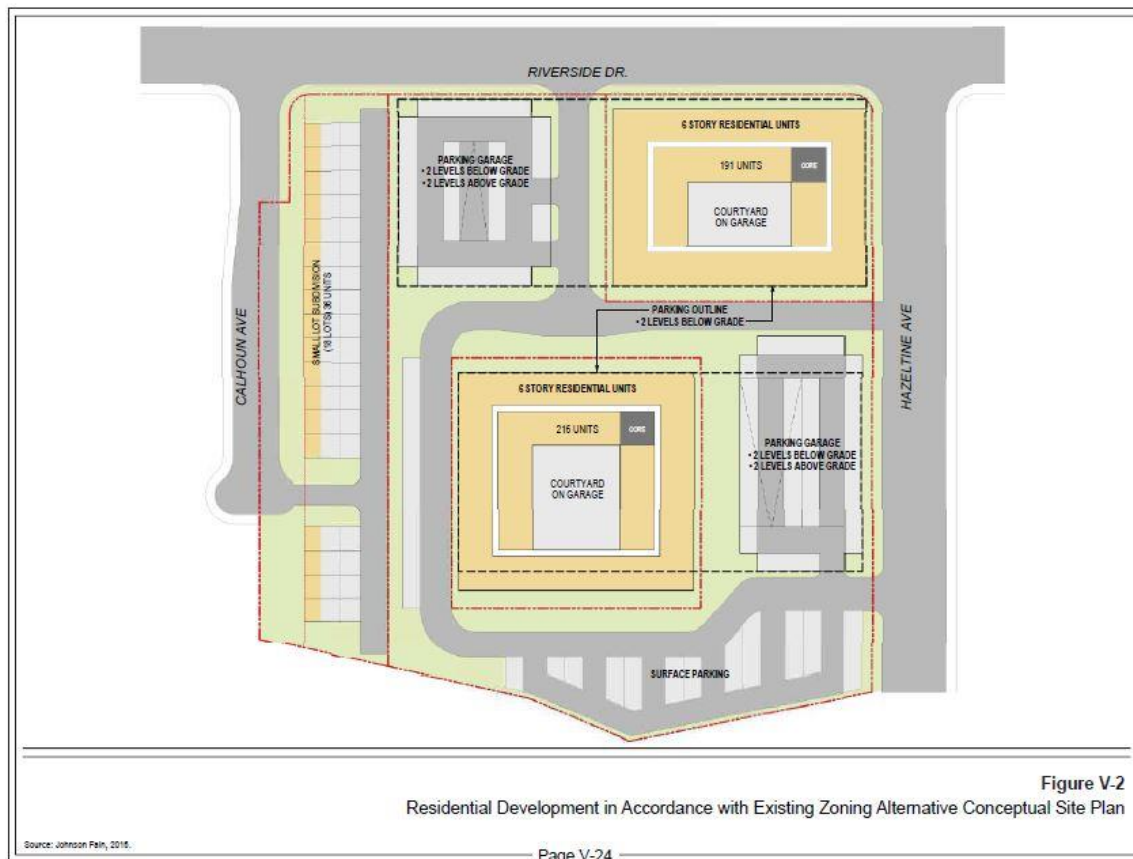 RIVERSIDE DR.
PARKING GARAGE
• 2 LEVELS BELOW GRADE
• 2 LEVELS ABOVE GRADE
6 STORY RESIDENTIAL UNITS
191 UNITS
CORE
COURTYARD
ON GARAGE
SMALL LOT SUBDIVISION
(18 LOTS) 36 UNITS
CALHOUN AVE
HAZELTINE AVE
PARKING OUTLINE
• 2 LEVELS BELOW GRADE
6 STORY RESIDENTIAL UNITS
216 UNITS
CORE
COURTYARD
ON GARAGE
PARKING GARAGE
• 2 LEVELS BELOW GRADE
• 2 LEVELS ABOVE GRADE
SURFACE PARKING
Figure V-2
Residential Development in Accordance with Existing Zoning Alternative Conceptual Site Plan
Source: Johnson Fain, 2016.
Page V-24